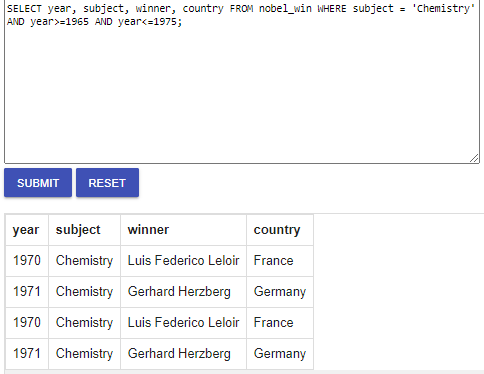 SELECT year, subject, winner, country FROM nobel_win WHERE subject = 'Chemistry'
AND year>=1965 AND year<=1975;
SUBMIT RESET
year subject winner country
1970 Chemistry Luis Federico Leloir France
1971 Chemistry Gerhard Herzberg Germany
1970 Chemistry Luis Federico Leloir France
1971 Chemistry Gerhard Herzberg Germany